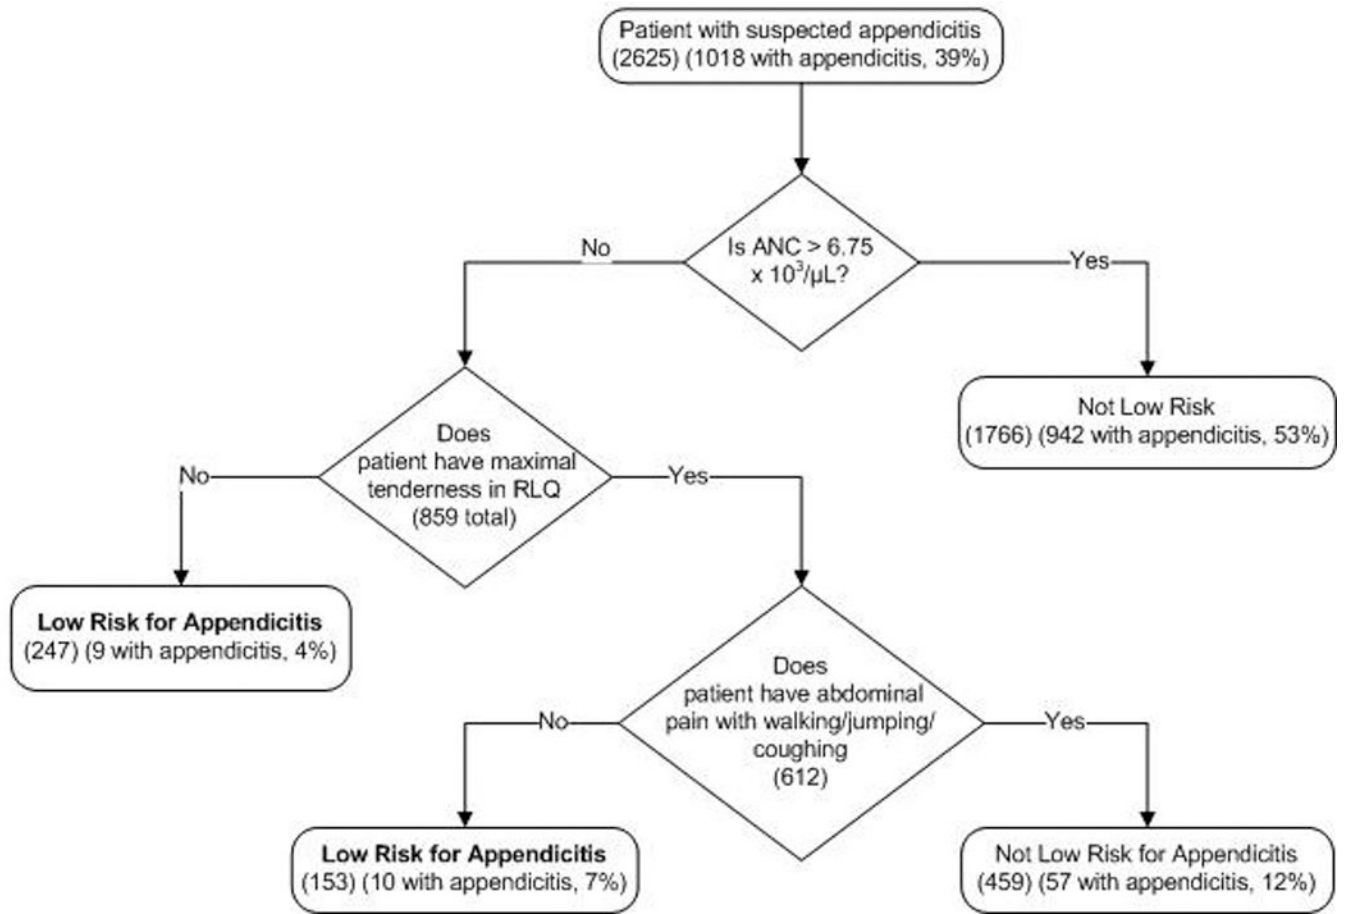 Patient with suspected appendicitis
(2625) (1018 with appendicitis, 39%)
Is ANC > 6.75
x 10³/µL?
No
Yes
Not Low Risk
(1766) (942 with appendicitis, 53%)
Does
patient have maximal
tenderness in RLQ
(859 total)
No
Yes
Low Risk for Appendicitis
(247) (9 with appendicitis, 4%)
Does
patient have abdominal
pain with walking/jumping/
coughing
(612)
No
Yes
Low Risk for Appendicitis
(153) (10 with appendicitis, 7%)
Not Low Risk for Appendicitis
(459) (57 with appendicitis, 12%)